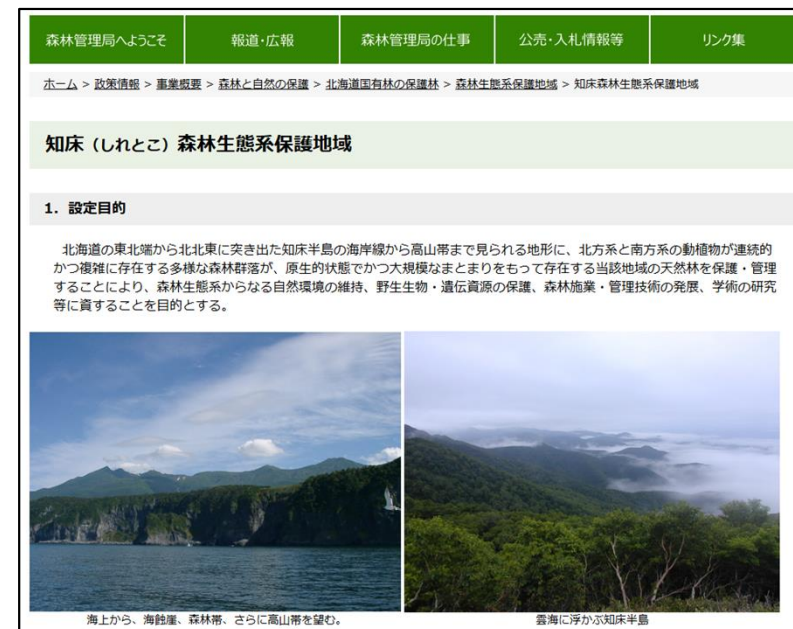 森林管理局へようこそ
報道・広報
森林管理局の仕事
公売・入札情報等
リンク集
ホーム > 政策情報 > 事業概要 > 森林と自然の保護 > 北海道国有林の保護林 > 森林生態系保護地域 > 知床森林生態系保護地域
知床（しれとこ）森林生態系保護地域
1．設定目的
北海道の東北端から北北東に突き出た知床半島の海岸線から高山帯まで見られる地形に、北方系と南方系の動植物が連続的
かつ複雑に存在する多様な森林群落が、原生的状態でかつ大規模なまとまりをもって存在する当該地域の天然林を保護・管理
することにより、森林生態系からなる自然環境の維持、野生生物・遺伝資源の保護、森林施業・管理技術の発展、学術の研究
等に資することを目的とする。
海上から、海蝕崖、森林帯、さらに高山帯を望む。
雲海に浮かぶ知床半島